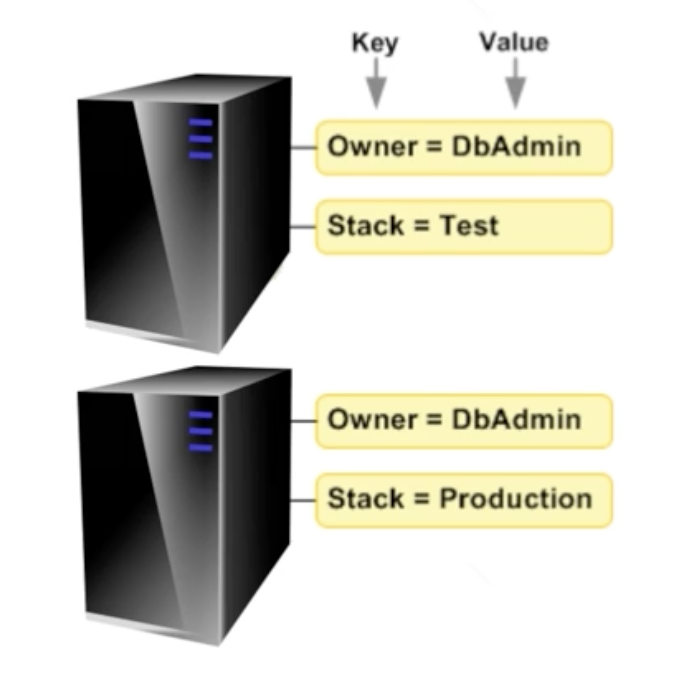 Key Value
Owner = DbAdmin
Stack = Test
Owner = DbAdmin
Stack = Production